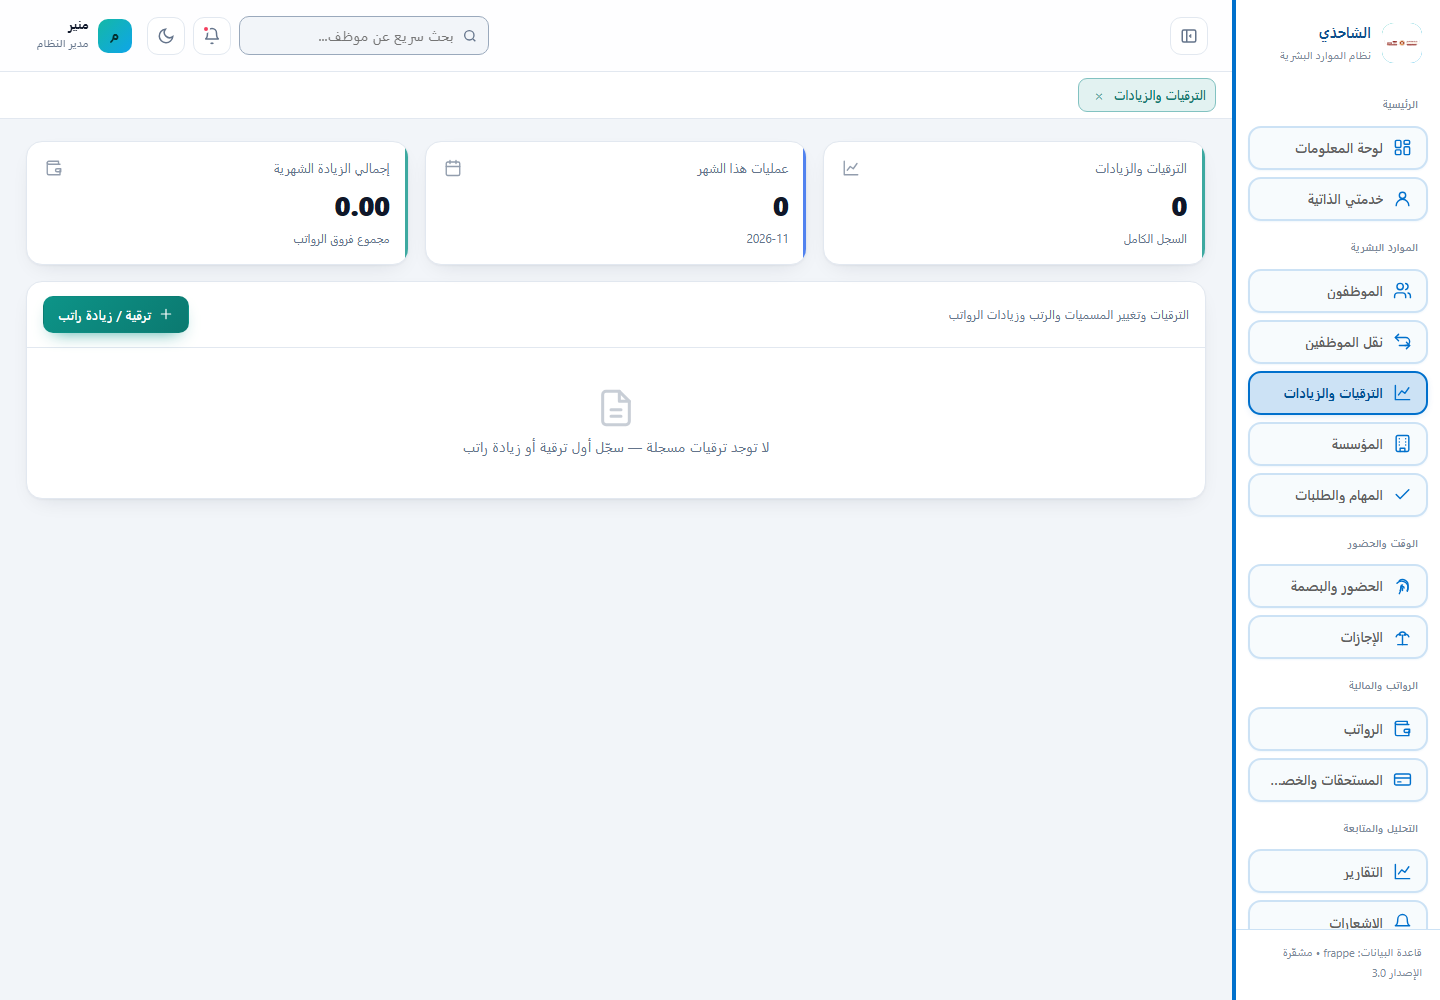 الشاحذي
نظام الموارد البشرية
الرئيسية
لوحة المعلومات
خدمتي الذاتية
الموارد البشرية
الموظفون
نقل الموظفين
الترقيات والزيادات
المؤسسة
المهام والطلبات
الوقت والحضور
الحضور والبصمة
الإجازات
الرواتب والمالية
الرواتب
المستحقات والخصـ...
التحليل والمتابعة
التقارير
الإشعارات
قاعدة البيانات: frappe • مشفّرة
الإصدار 3.0
بحث سريع عن موظف...
م
منير
مدير النظام
الترقيات والزيادات ×
الترقيات والزيادات
0
السجل الكامل
عمليات هذا الشهر
0
2026-11
إجمالي الزيادة الشهرية
0.00
مجموع فروق الرواتب
الترقيات وتغيير المسميات والرتب وزيادات الرواتب
+ ترقية / زيادة راتب
لا توجد ترقيات مسجلة — سجّل أول ترقية أو زيادة راتب